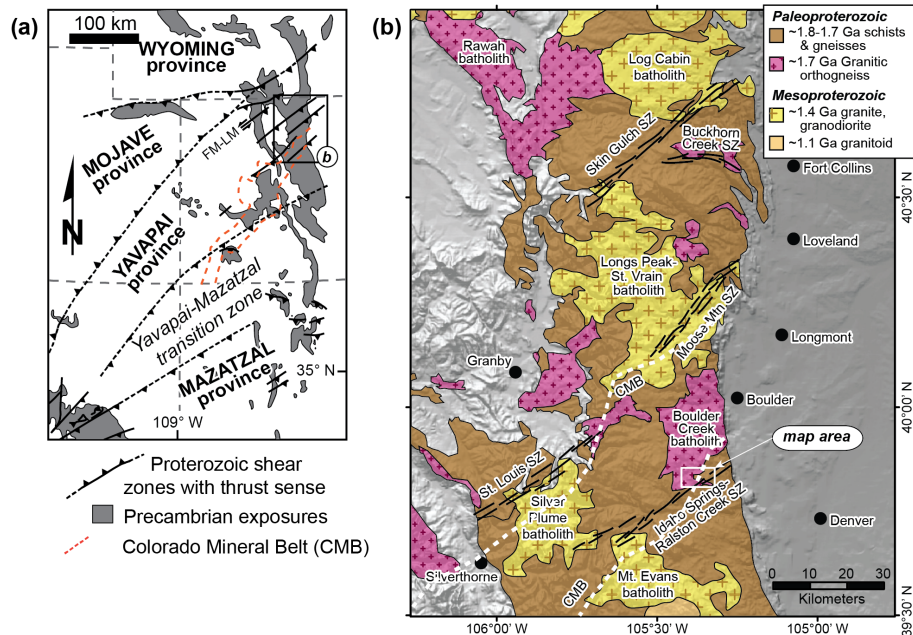 (a)
100 km
WYOMING
province
FM-LM
b
MOJAVE
province
N
YAVAPAI
province
Yavapai-Mazatzal
transition zone
MAZATZAL
province
35° N
109° W
Proterozoic shear
zones with thrust sense
Precambrian exposures
Colorado Mineral Belt (CMB)
(b)
Paleoproterozoic
~1.8-1.7 Ga schists
& gneisses
~1.7 Ga Granitic
orthogneiss
Mesoproterozoic
~1.4 Ga granite,
granodiorite
~1.1 Ga granitoid
Rawah
batholith
Log Cabin
batholith
Skin Gulch SZ
Buckhorn
Creek SZ
Fort Collins
40°30' N
Loveland
Longs Peak-
St. Vrain
batholith
Moose Mtn SZ
Longmont
Granby
CMB
Boulder
40°00' N
Boulder
Creek
batholith
map area
St. Louis SZ
Silver
Plume
batholith
Idaho Springs-
Ralston Creek SZ
Denver
Silverthorne
CMB
Mt. Evans
batholith
0 10 20 30
Kilometers
39°30' N
106°00' W
105°30' W
105°00' W